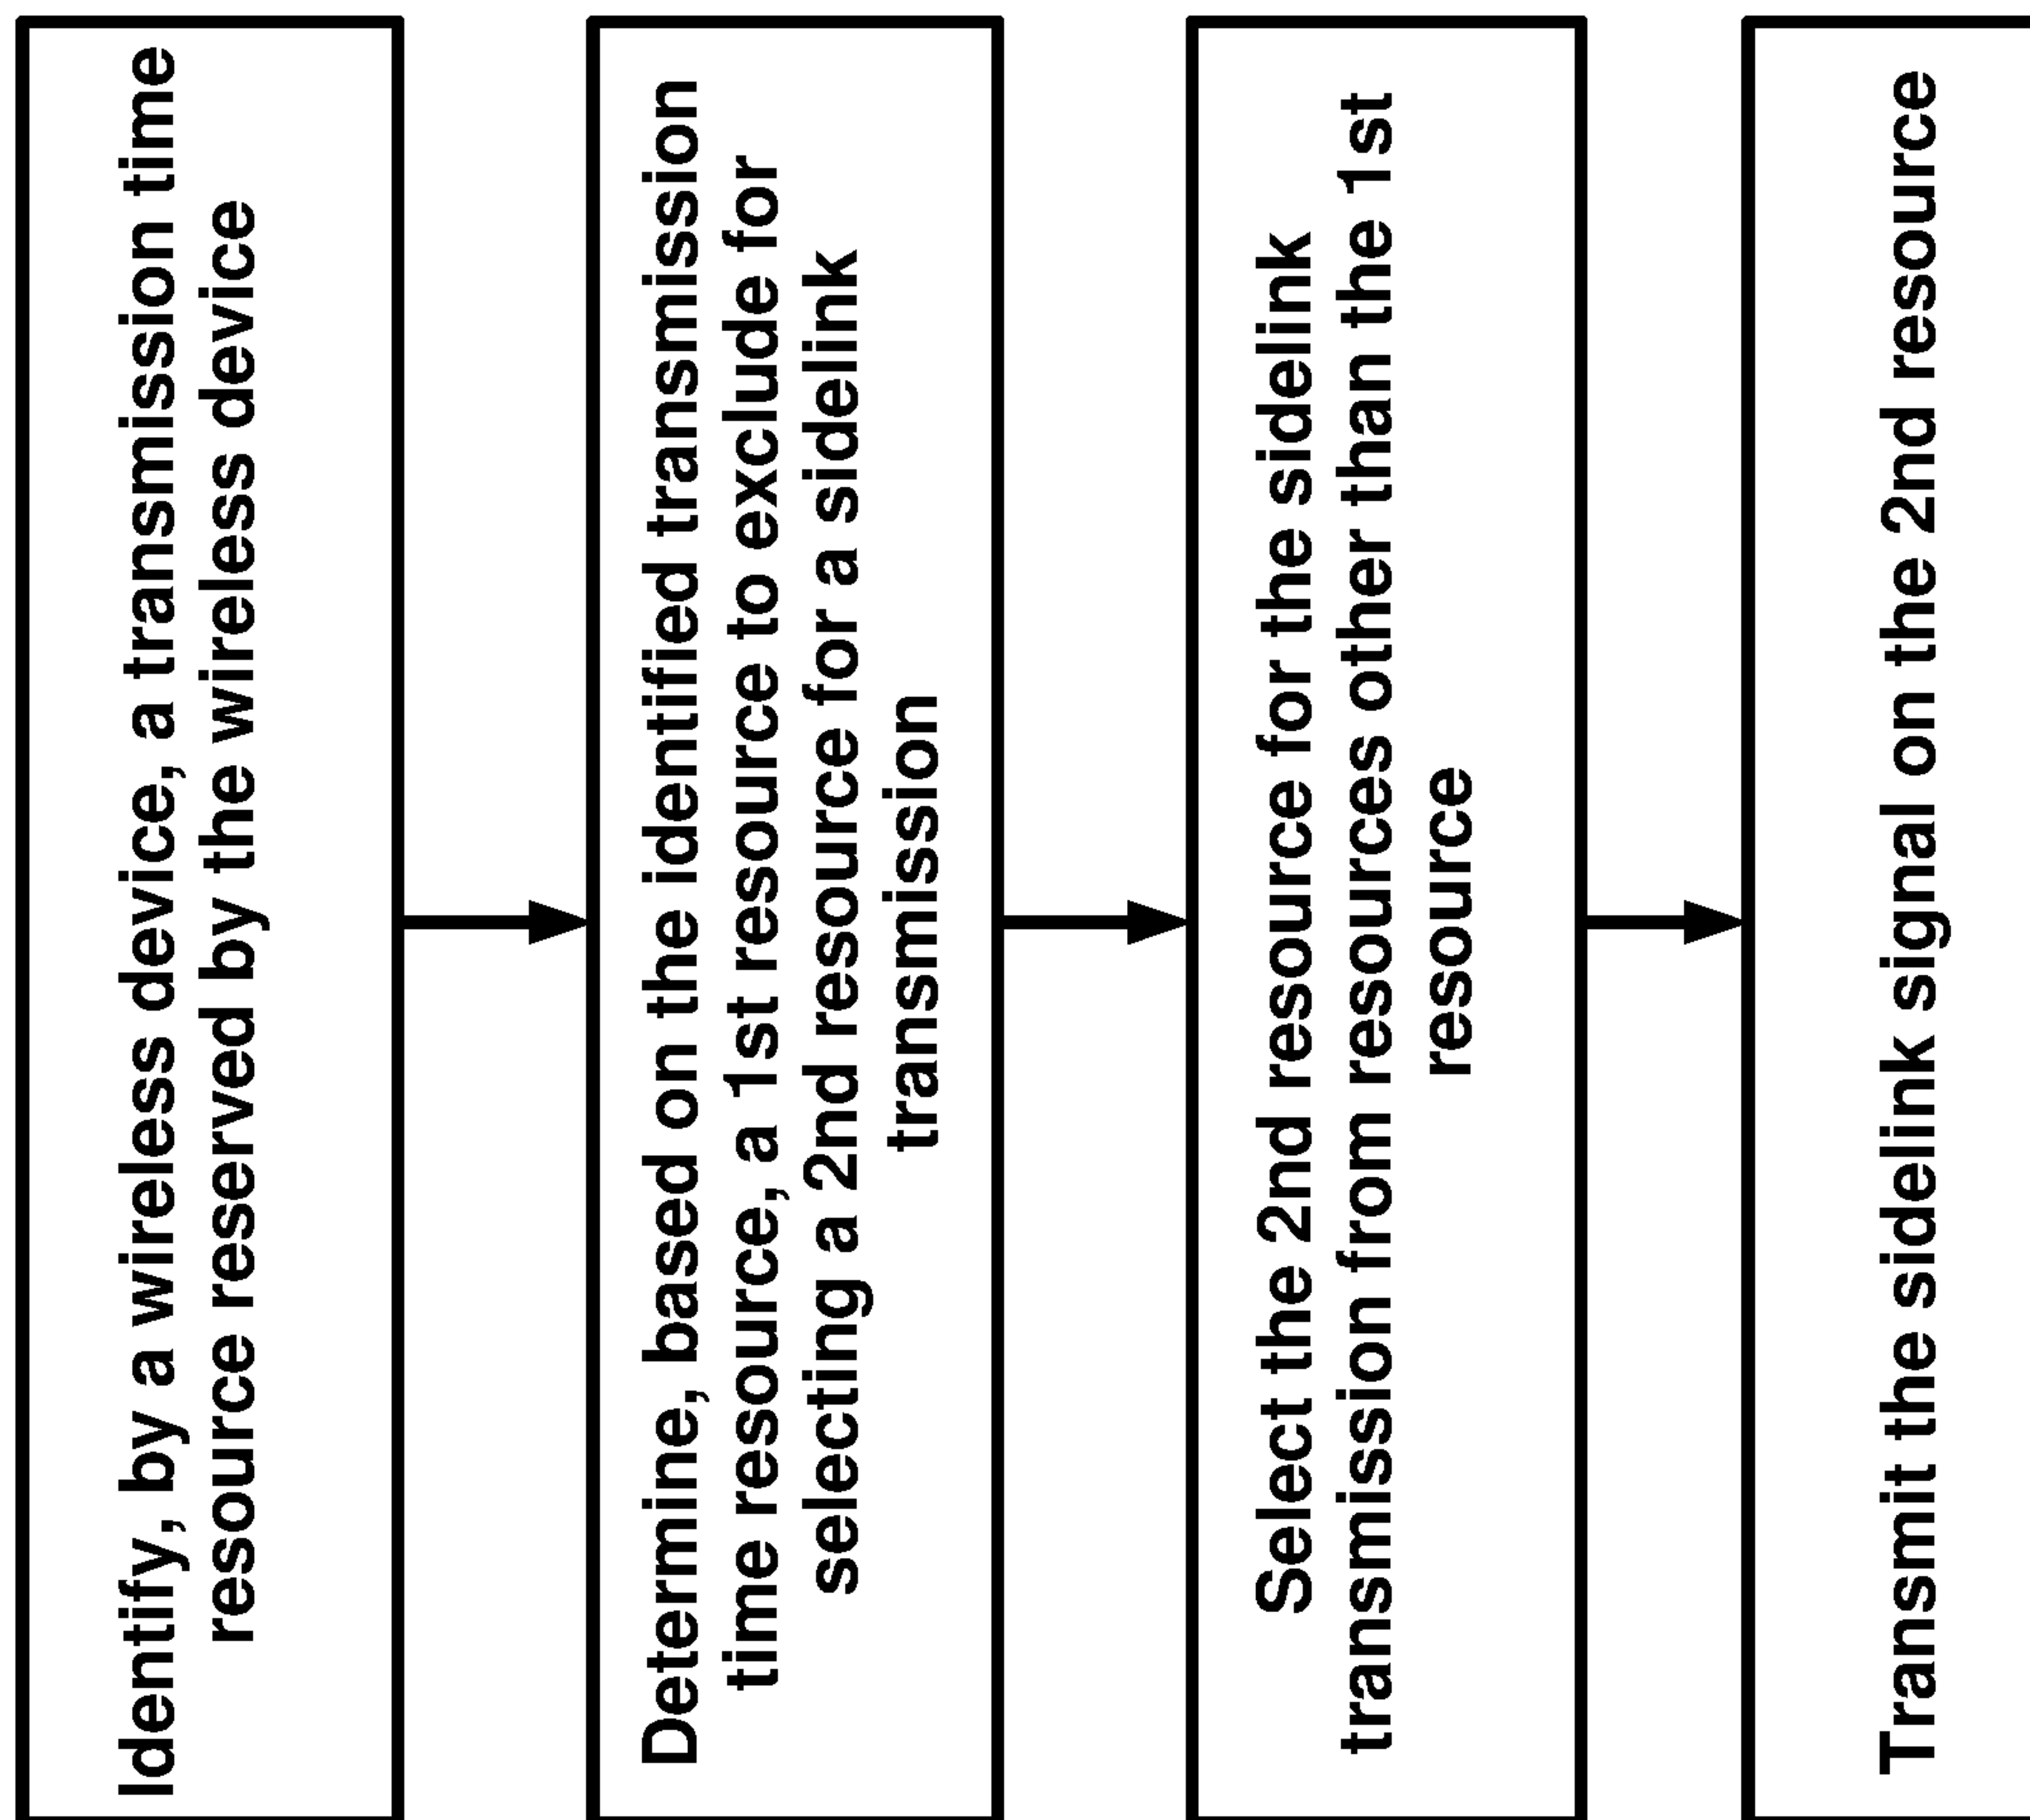 Identify, by a wireless device, a transmission time
resource reserved by the wireless device
Determine, based on the identified transmission
time resource, a 1st resource to exclude for
selecting a 2nd resource for a sidelink
transmission
Select the 2nd resource for the sidelink
transmission from resources other than the 1st
resource
Transmit the sidelink signal on the 2nd resource